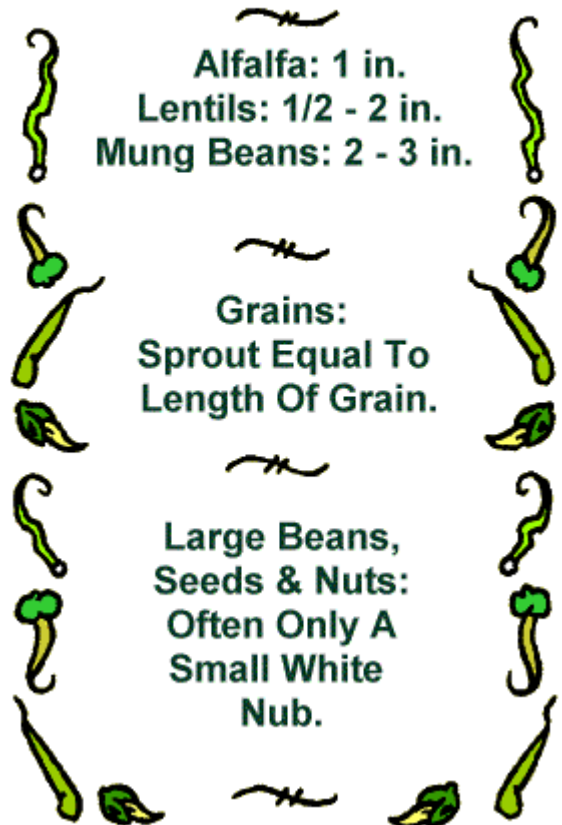 Alfalfa: 1 in.
Lentils: 1/2 - 2 in.
Mung Beans: 2 - 3 in.
Grains:
Sprout Equal To
Length Of Grain.
Large Beans,
Seeds & Nuts:
Often Only A
Small White
Nub.